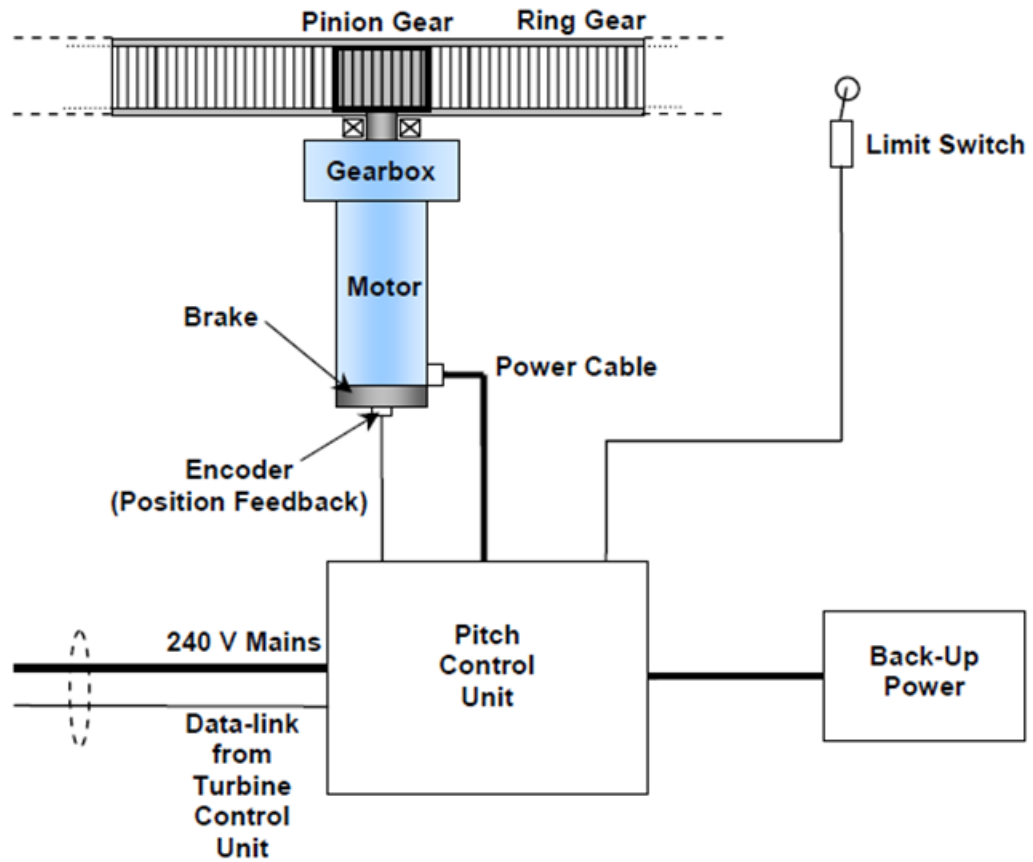 Pinion Gear
Ring Gear
Limit Switch
Gearbox
Motor
Brake
Power Cable
Encoder
(Position Feedback)
240 V Mains
Pitch
Control
Unit
Back-Up
Power
Data-link
from
Turbine
Control
Unit